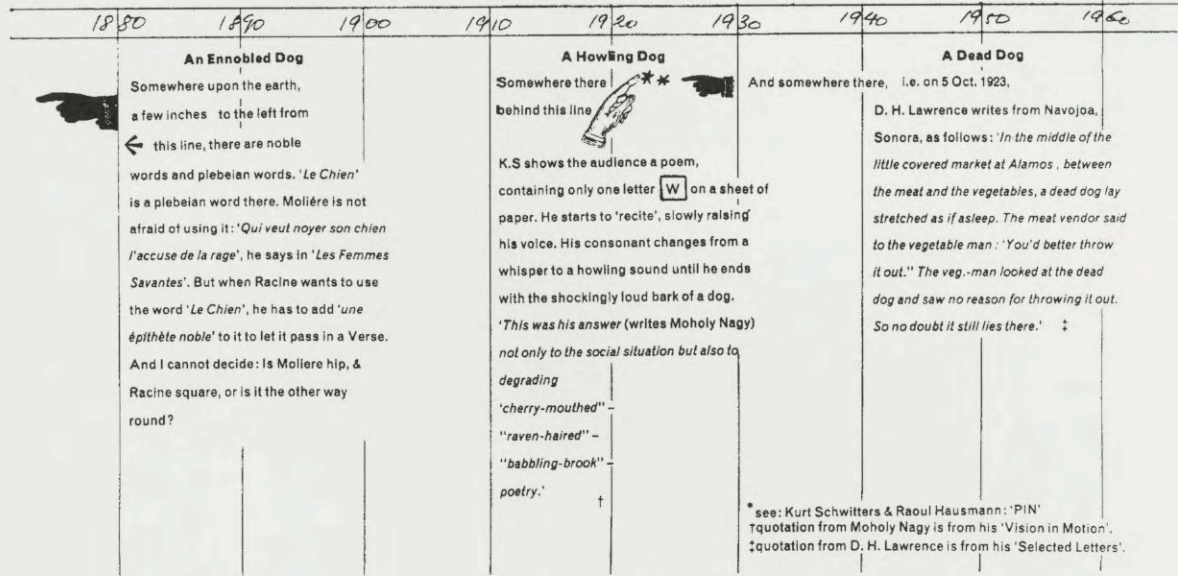 1880 1890 1900 1910 1920 1930 1940 1950 1960
An Ennobled Dog
Somewhere upon the earth,
a few inches to the left from
this line, there are noble
words and plebeian words. 'Le Chien'
is a plebeian word there. Moliére is not
afraid of using it: 'Qui veut noyer son chien
l'accuse de la rage', he says in 'Les Femmes
Savantes'. But when Racine wants to use
the word 'Le Chien', he has to add 'une
épithète noble' to it to let it pass in a Verse.
And I cannot decide: Is Moliere hip, &
Racine square, or is it the other way
round?
A Howling Dog
Somewhere there **
behind this line
K.S shows the audience a poem,
containing only one letter W on a sheet of
paper. He starts to 'recite', slowly raising
his voice. His consonant changes from a
whisper to a howling sound until he ends
with the shockingly loud bark of a dog.
'This was his answer (writes Moholy Nagy)
not only to the social situation but also to
degrading
'cherry-mouthed" –
"raven-haired" –
"babbling-brook" –
poetry.' †
A Dead Dog
And somewhere there, i.e. on 5 Oct. 1923,
D. H. Lawrence writes from Navojoa,
Sonora, as follows: 'In the middle of the
little covered market at Alamos, between
the meat and the vegetables, a dead dog lay
stretched as if asleep. The meat vendor said
to the vegetable man: 'You'd better throw
it out." The veg.-man looked at the dead
dog and saw no reason for throwing it out.
So no doubt it still lies there.' ‡
*see: Kurt Schwitters & Raoul Hausmann: 'PIN'
†quotation from Moholy Nagy is from his 'Vision in Motion'.
‡quotation from D. H. Lawrence is from his 'Selected Letters'.